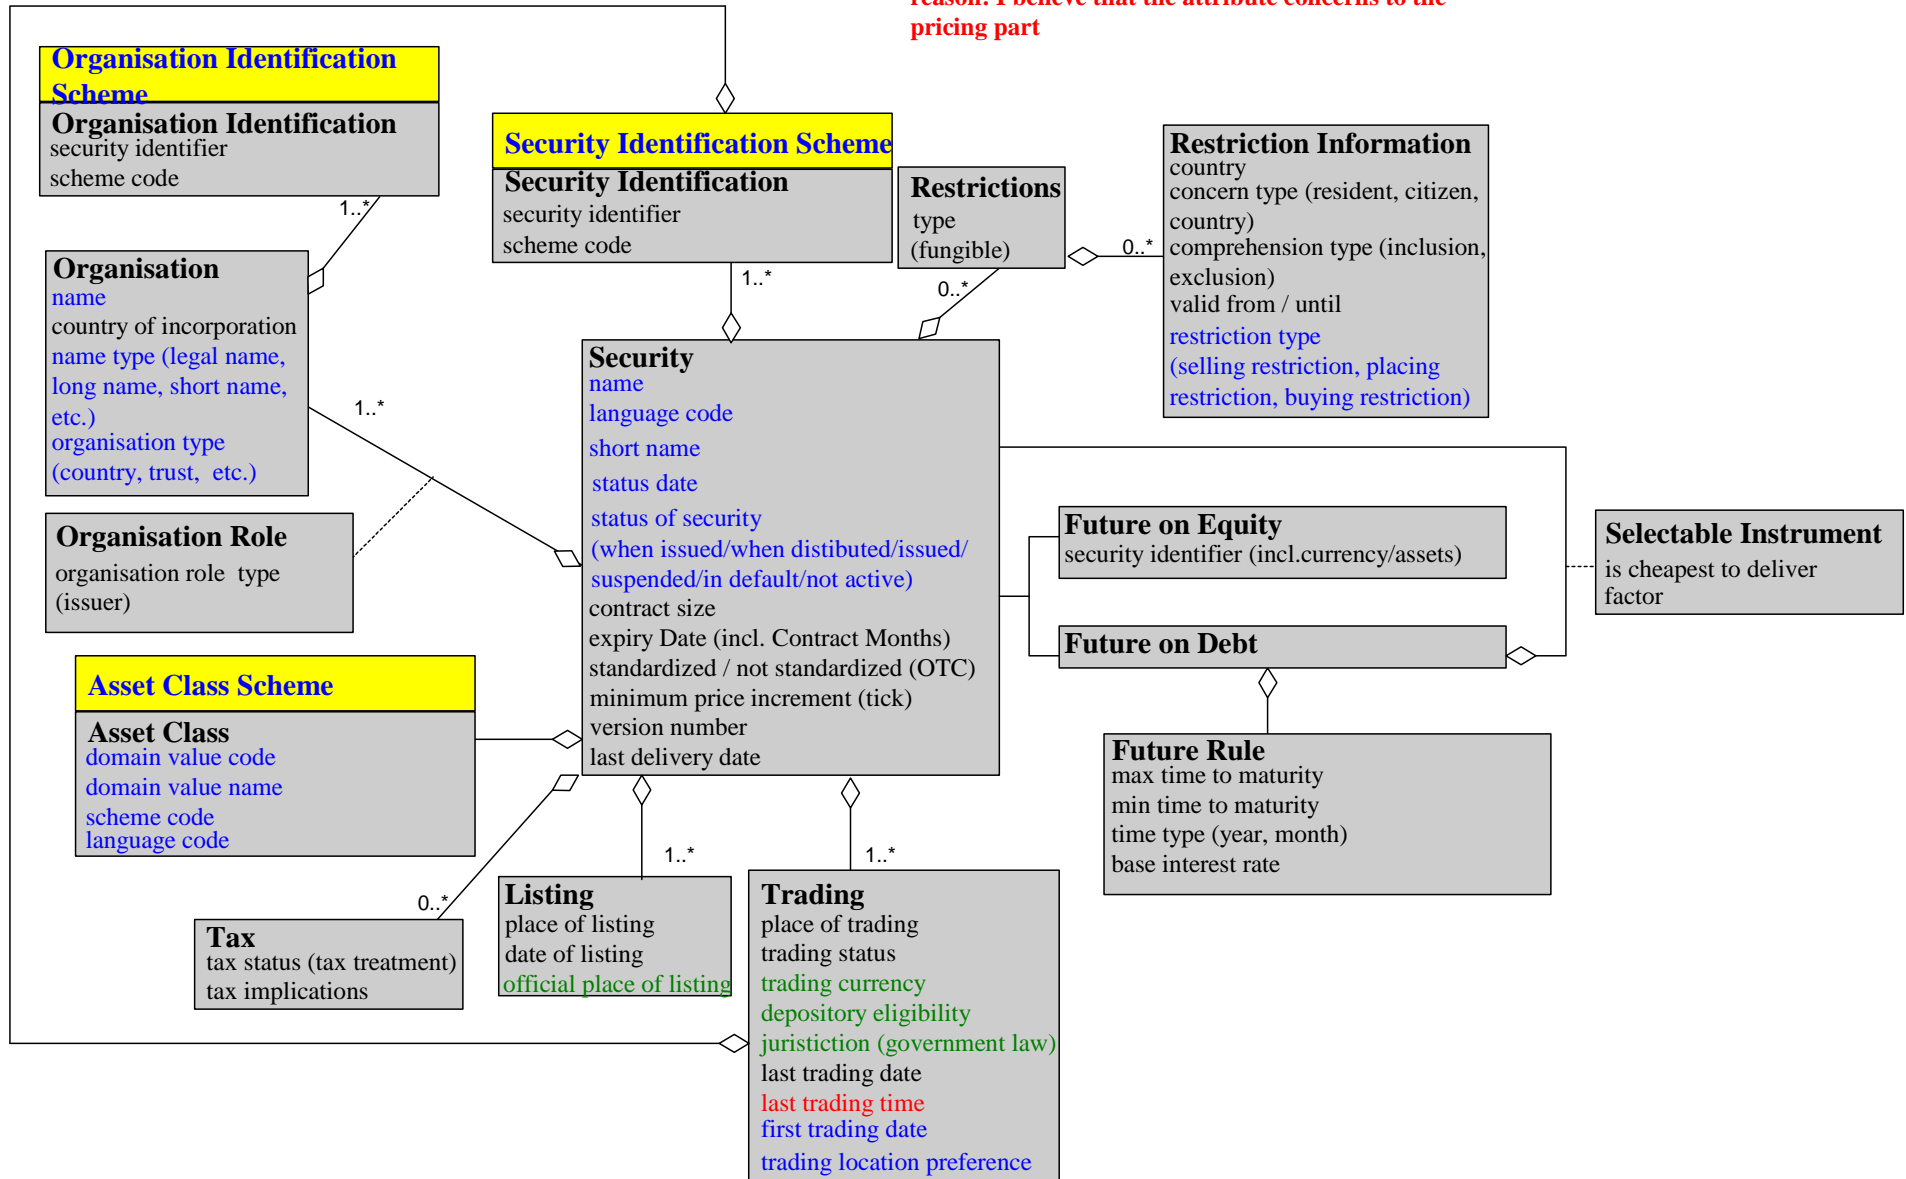 reason: I believe that the attribute concerns to the
pricing part
Organisation Identification
Scheme
Organisation Identification
security identifier
scheme code
1..*
Organisation
name
country of incorporation
name type (legal name,
long name, short name,
etc.)
organisation type
(country, trust, etc.)
1..*
Organisation Role
organisation role type
(issuer)
Security Identification Scheme
Security Identification
security identifier
scheme code
1..*
Restrictions
type
(fungible)
0..*
0..*
Restriction Information
country
concern type (resident, citizen,
country)
comprehension type (inclusion,
exclusion)
valid from / until
restriction type
(selling restriction, placing
restriction, buying restriction)
Security
name
language code
short name
status date
status of security
(when issued/when distibuted/issued/
suspended/in default/not active)
contract size
expiry Date (incl. Contract Months)
standardized / not standardized (OTC)
minimum price increment (tick)
version number
last delivery date
Future on Equity
security identifier (incl.currency/assets)
Future on Debt
Selectable Instrument
is cheapest to deliver
factor
Future Rule
max time to maturity
min time to maturity
time type (year, month)
base interest rate
Asset Class Scheme
Asset Class
domain value code
domain value name
scheme code
language code
0..*
Tax
tax status (tax treatment)
tax implications
1..*
Listing
place of listing
date of listing
official place of listing
1..*
Trading
place of trading
trading status
trading currency
depository eligibility
juristiction (government law)
last trading date
last trading time
first trading date
trading location preference